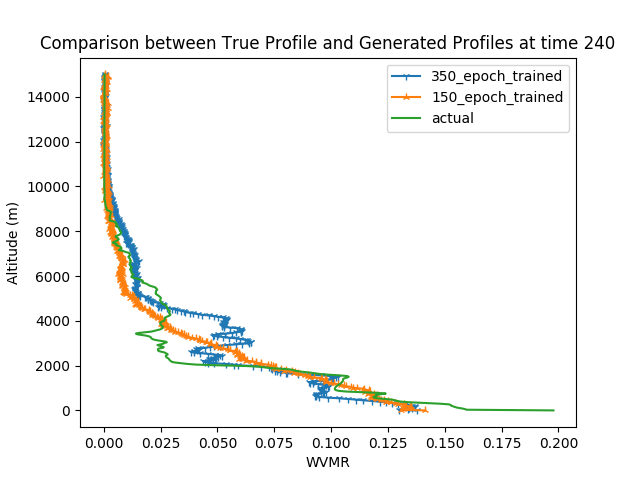 Comparison between True Profile and Generated Profiles at time 240
350_epoch_trained
150_epoch_trained
actual
14000
12000
10000
8000
6000
4000
2000
0
Altitude (m)
0.000 0.025 0.050 0.075 0.100 0.125 0.150 0.175 0.200
WVMR